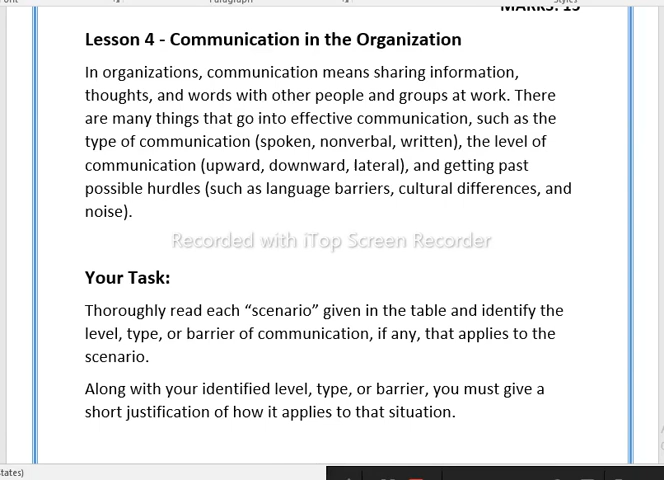 Paragraph
Styles
MARKS: 15
Lesson 4 - Communication in the Organization
In organizations, communication means sharing information,
thoughts, and words with other people and groups at work. There
are many things that go into effective communication, such as the
type of communication (spoken, nonverbal, written), the level of
communication (upward, downward, lateral), and getting past
possible hurdles (such as language barriers, cultural differences, and
noise).
Recorded with iTop Screen Recorder
Your Task:
Thoroughly read each “scenario” given in the table and identify the
level, type, or barrier of communication, if any, that applies to the
scenario.
Along with your identified level, type, or barrier, you must give a
short justification of how it applies to that situation.
tates)